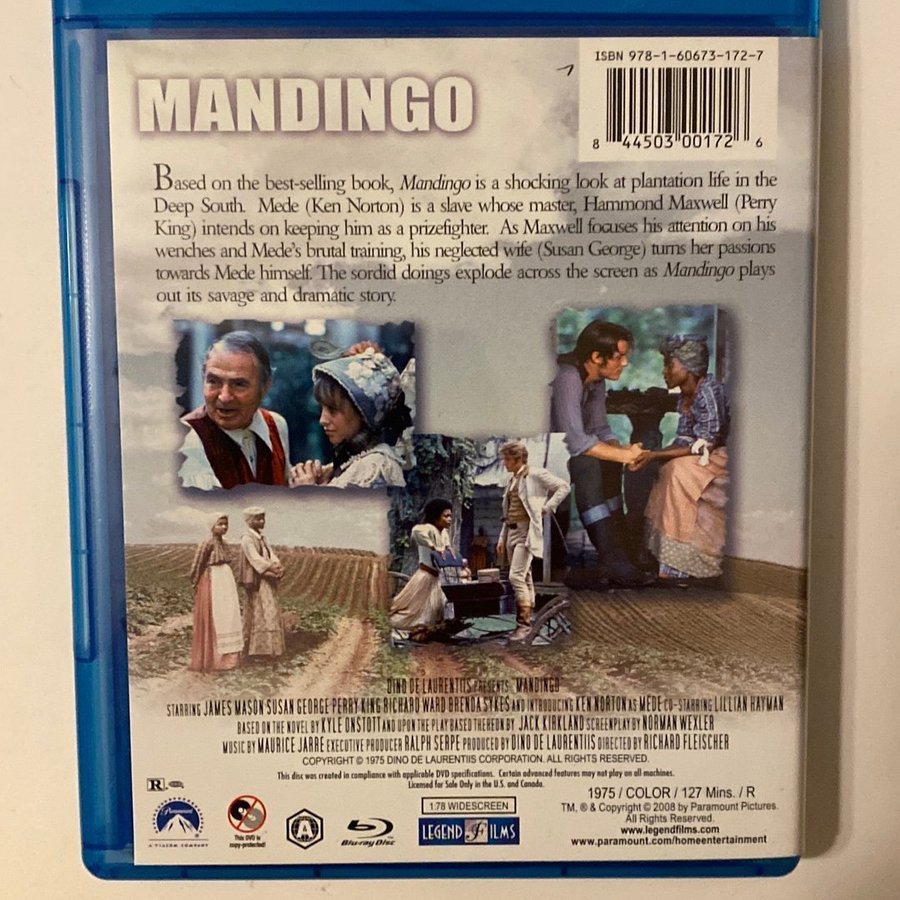 ISBN 978-1-60673-172-7
MANDINGO
8 44503 00172 6
Based on the best-selling book, Mandingo is a shocking look at plantation life in the
Deep South. Mede (Ken Norton) is a slave whose master, Hammond Maxwell (Perry
King) intends on keeping him as a prizefighter. As Maxwell focuses his attention on his
wenches and Mede's brutal training, his neglected wife (Susan George) turns her passions
towards Mede himself. The sordid doings explode across the screen as Mandingo plays
out its savage and dramatic story.
DINO DE LAURENTIIS PRESENTS "MANDINGO"
STARRING JAMES MASON SUSAN GEORGE PERRY KING RICHARD WARD BRENDA SYKES AND INTRODUCING KEN NORTON AS MEDE CO-STARRING LILLIAN HAYMAN
BASED ON THE NOVEL BY KYLE ONSTOTT AND UPON THE PLAY BASED THEREON BY JACK KIRKLAND SCREENPLAY BY NORMAN WEXLER
MUSIC BY MAURICE JARRE EXECUTIVE PRODUCER RALPH SERPE PRODUCED BY DINO DE LAURENTIIS DIRECTED BY RICHARD FLEISCHER
COPYRIGHT © 1975 DINO DE LAURENTIIS CORPORATION. ALL RIGHTS RESERVED.
This disc was created in compliance with applicable DVD specifications. Certain advanced features may not play on all machines.
Licensed for Sale Only in the U.S. and Canada.
R
Paramount
A VIACOM COMPANY
This DVD is
copy-protected!
A
Blu-ray Disc
1:78 WIDESCREEN
LEGEND FILMS
1975 / COLOR / 127 Mins. / R
TM, ® & Copyright © 2008 by Paramount Pictures.
All Rights Reserved.
www.legendfilms.com
www.paramount.com/homeentertainment